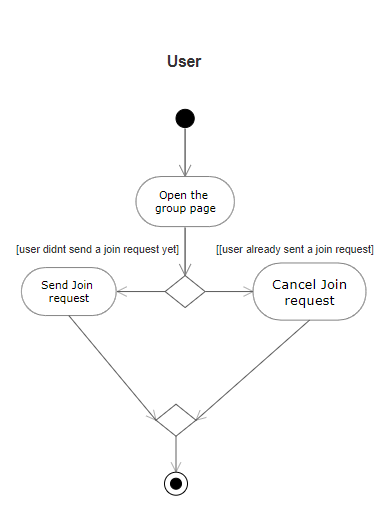 User
Open the
group page
[user didnt send a join request yet]
[[user already sent a join request]
Send Join
request
Cancel Join
request